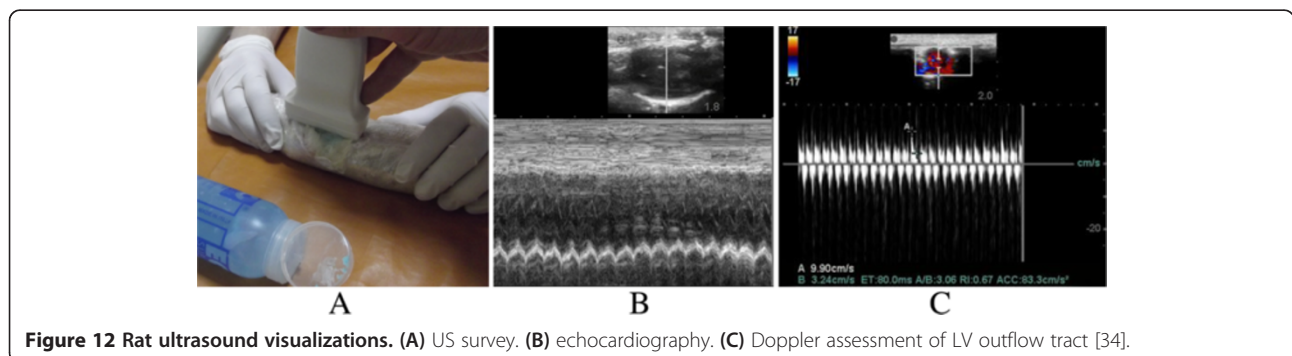 17
-17
1.8
2.0
cm/s
-20
A 9.90cm/s
B 3.24cm/s ET:80.0ms A/B:3.06 RI:0.67 ACC:83.3cm/s²
A
A B C
Figure 12 Rat ultrasound visualizations. (A) US survey. (B) echocardiography. (C) Doppler assessment of LV outflow tract [34].